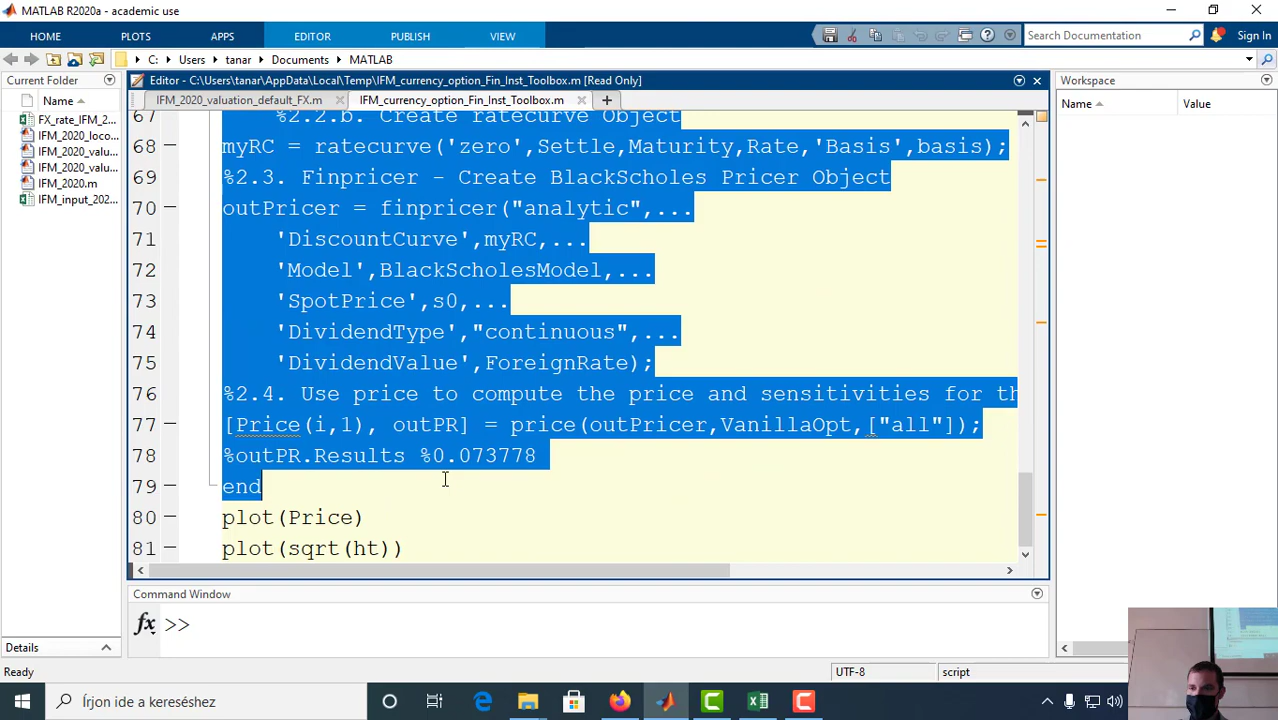 MATLAB R2020a - academic use
HOME PLOTS APPS EDITOR PUBLISH VIEW Search Documentation Sign In
C: Users tanar Documents MATLAB
Current Folder
Editor - C:\Users\tanar\AppData\Local\Temp\IFM_currency_option_Fin_Inst_Toolbox.m [Read Only]
Workspace
Name
IFM_2020_valuation_default_FX.m
IFM_currency_option_Fin_Inst_Toolbox.m
Name Value
FX_rate_IFM_2...
IFM_2020_loco...
IFM_2020_valu...
IFM_2020_valu...
IFM_2020.m
IFM_input_202...
67 %2.2.b. Create ratecurve Object
68 myRC = ratecurve('zero',Settle,Maturity,Rate,'Basis',basis);
69 %2.3. Finpricer - Create BlackScholes Pricer Object
70 outPricer = finpricer("analytic",...
71 'DiscountCurve',myRC,...
72 'Model',BlackScholesModel,...
73 'SpotPrice',s0,...
74 'DividendType',"continuous",...
75 'DividendValue',ForeignRate);
76 %2.4. Use price to compute the price and sensitivities for th
77 [Price(i,1), outPR] = price(outPricer,VanillaOpt,["all"]);
78 %outPR.Results %0.073778
79 end
80 plot(Price)
81 plot(sqrt(ht))
Command Window
fx >>
Details
Ready UTF-8 script
Írjon ide a kereséshez